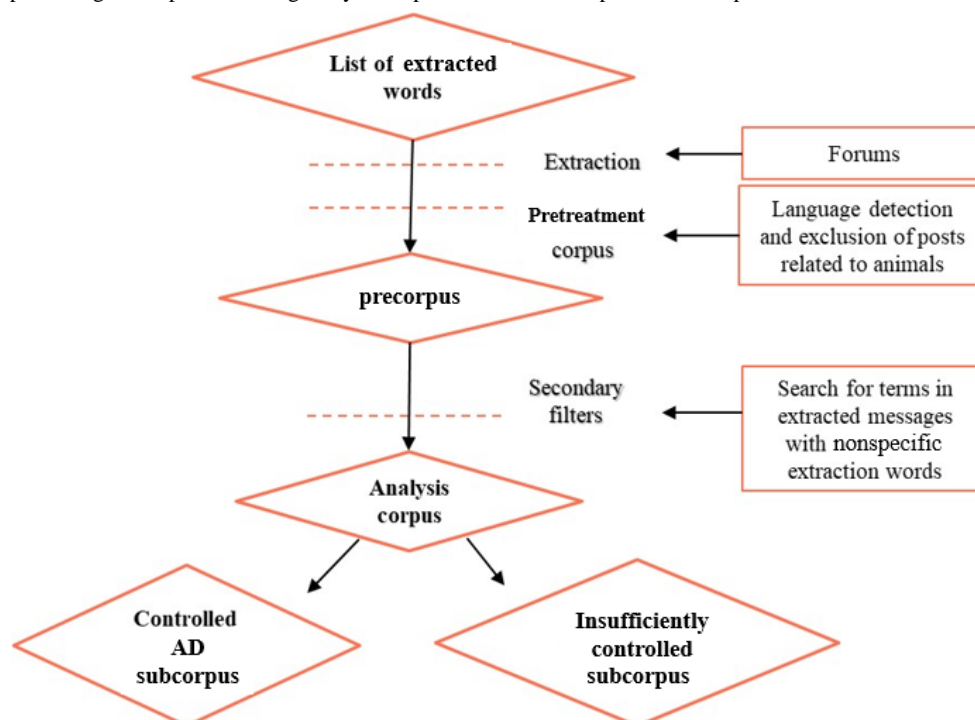 List of extracted
words
Extraction
Forums
Pretreatment
corpus
Language detection
and exclusion of posts
related to animals
precorpus
Secondary
filters
Search for terms in
extracted messages
with nonspecific
extraction words
Analysis
corpus
Controlled
AD
subcorpus
Insufficiently
controlled
subcorpus